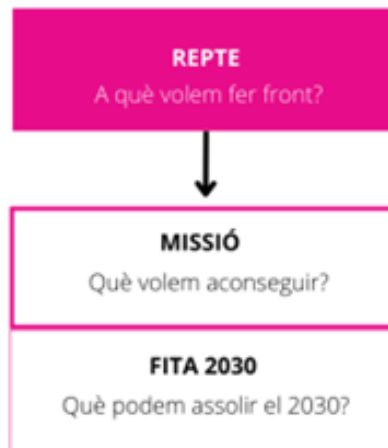 REPTE
A què volem fer front?
MISSIÓ
Què volem aconseguir?
FITA 2030
Què podem assolir el 2030?